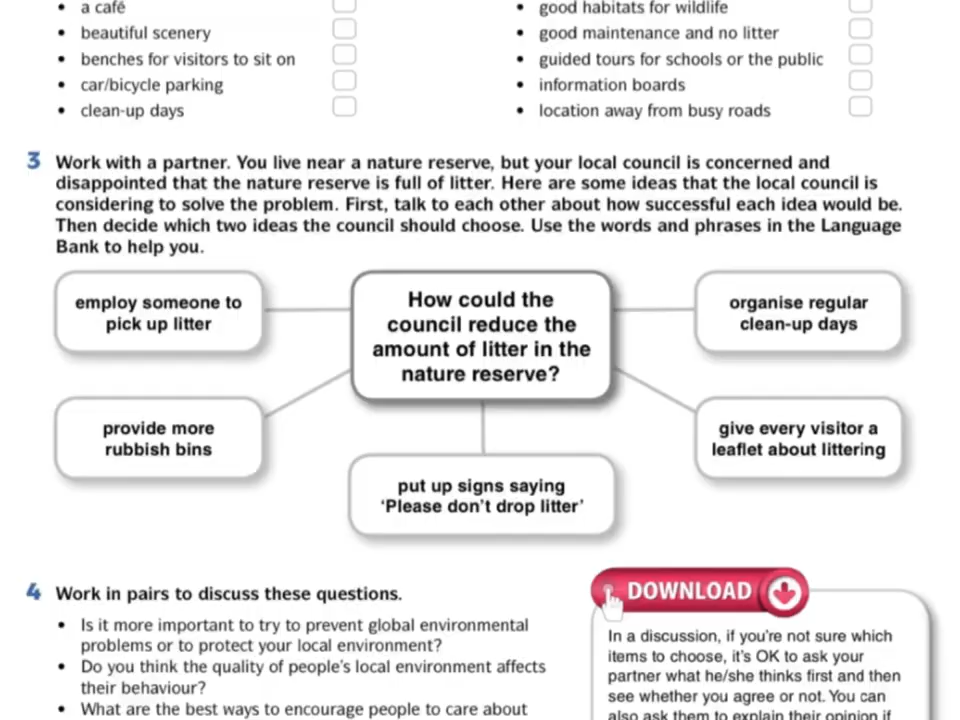 • a café
• beautiful scenery
• benches for visitors to sit on
• car/bicycle parking
• clean-up days
• good habitats for wildlife
• good maintenance and no litter
• guided tours for schools or the public
• information boards
• location away from busy roads
3 Work with a partner. You live near a nature reserve, but your local council is concerned and
disappointed that the nature reserve is full of litter. Here are some ideas that the local council is
considering to solve the problem. First, talk to each other about how successful each idea would be.
Then decide which two ideas the council should choose. Use the words and phrases in the Language
Bank to help you.
employ someone to
pick up litter
How could the
council reduce the
amount of litter in the
nature reserve?
organise regular
clean-up days
provide more
rubbish bins
give every visitor a
leaflet about littering
put up signs saying
‘Please don’t drop litter’
4 Work in pairs to discuss these questions.
• Is it more important to try to prevent global environmental
problems or to protect your local environment?
• Do you think the quality of people’s local environment affects
their behaviour?
• What are the best ways to encourage people to care about
DOWNLOAD
In a discussion, if you’re not sure which
items to choose, it’s OK to ask your
partner what he/she thinks first and then
see whether you agree or not. You can
also ask them to explain their opinion if